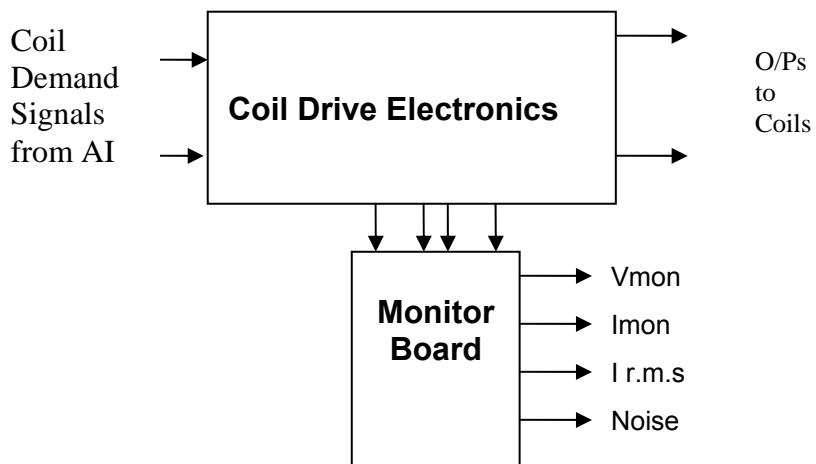 Coil
Demand
Signals
from AI
Coil Drive Electronics
O/Ps
to
Coils
Monitor
Board
Vmon
Imon
I r.m.s
Noise